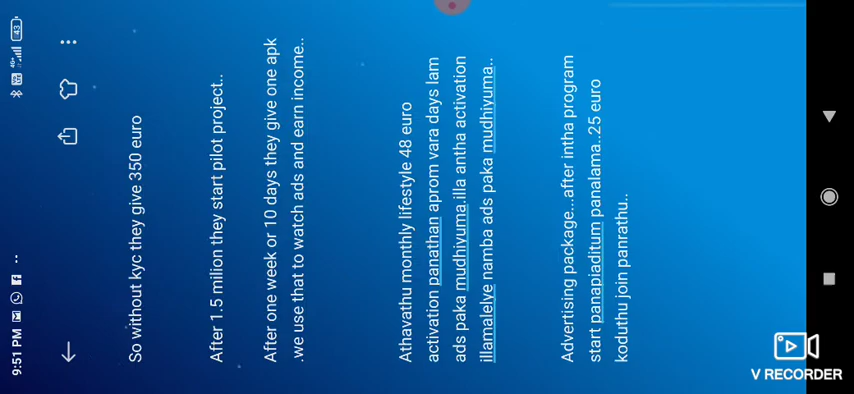 9:51 PM
4G+
43
So without kyc they give 350 euro
After 1.5 milion they start pilot project..
After one week or 10 days they give one apk
.we use that to watch ads and earn income..
Athavathu monthly lifestyle 48 euro
activation panathan aprom vara days lam
ads paka mudhiyuma.illa antha activation
illamalelye namba ads paka mudhiyuma..
Advertising package...after intha program
start panapiaditum panalama..25 euro
koduthu join panrathu..
V RECORDER